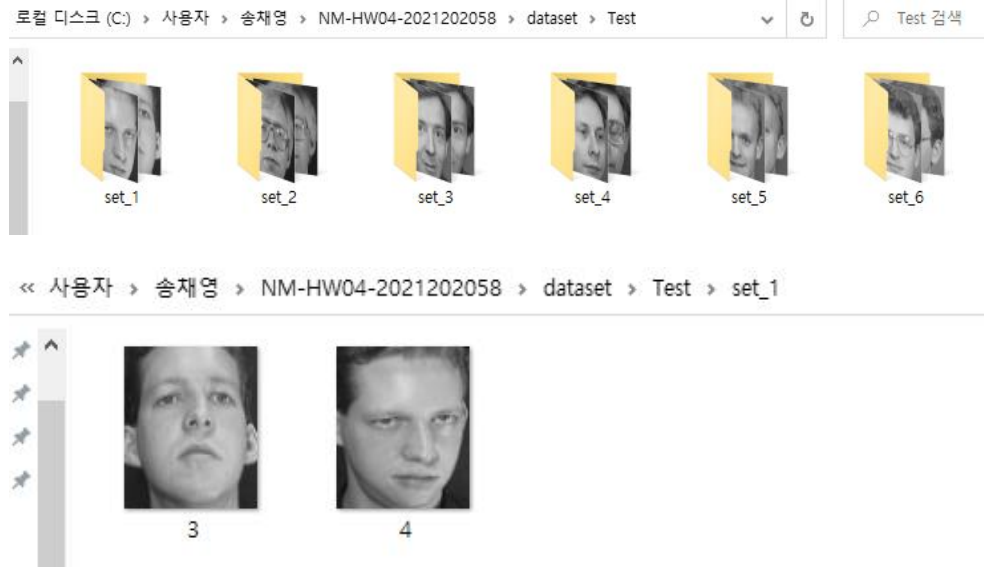 로컬 디스크 (C:) › 사용자 › 송채영 › NM-HW04-2021202058 › dataset › Test
Test 검색
set_1 set_2 set_3 set_4 set_5 set_6
« 사용자 › 송채영 › NM-HW04-2021202058 › dataset › Test › set_1
3 4